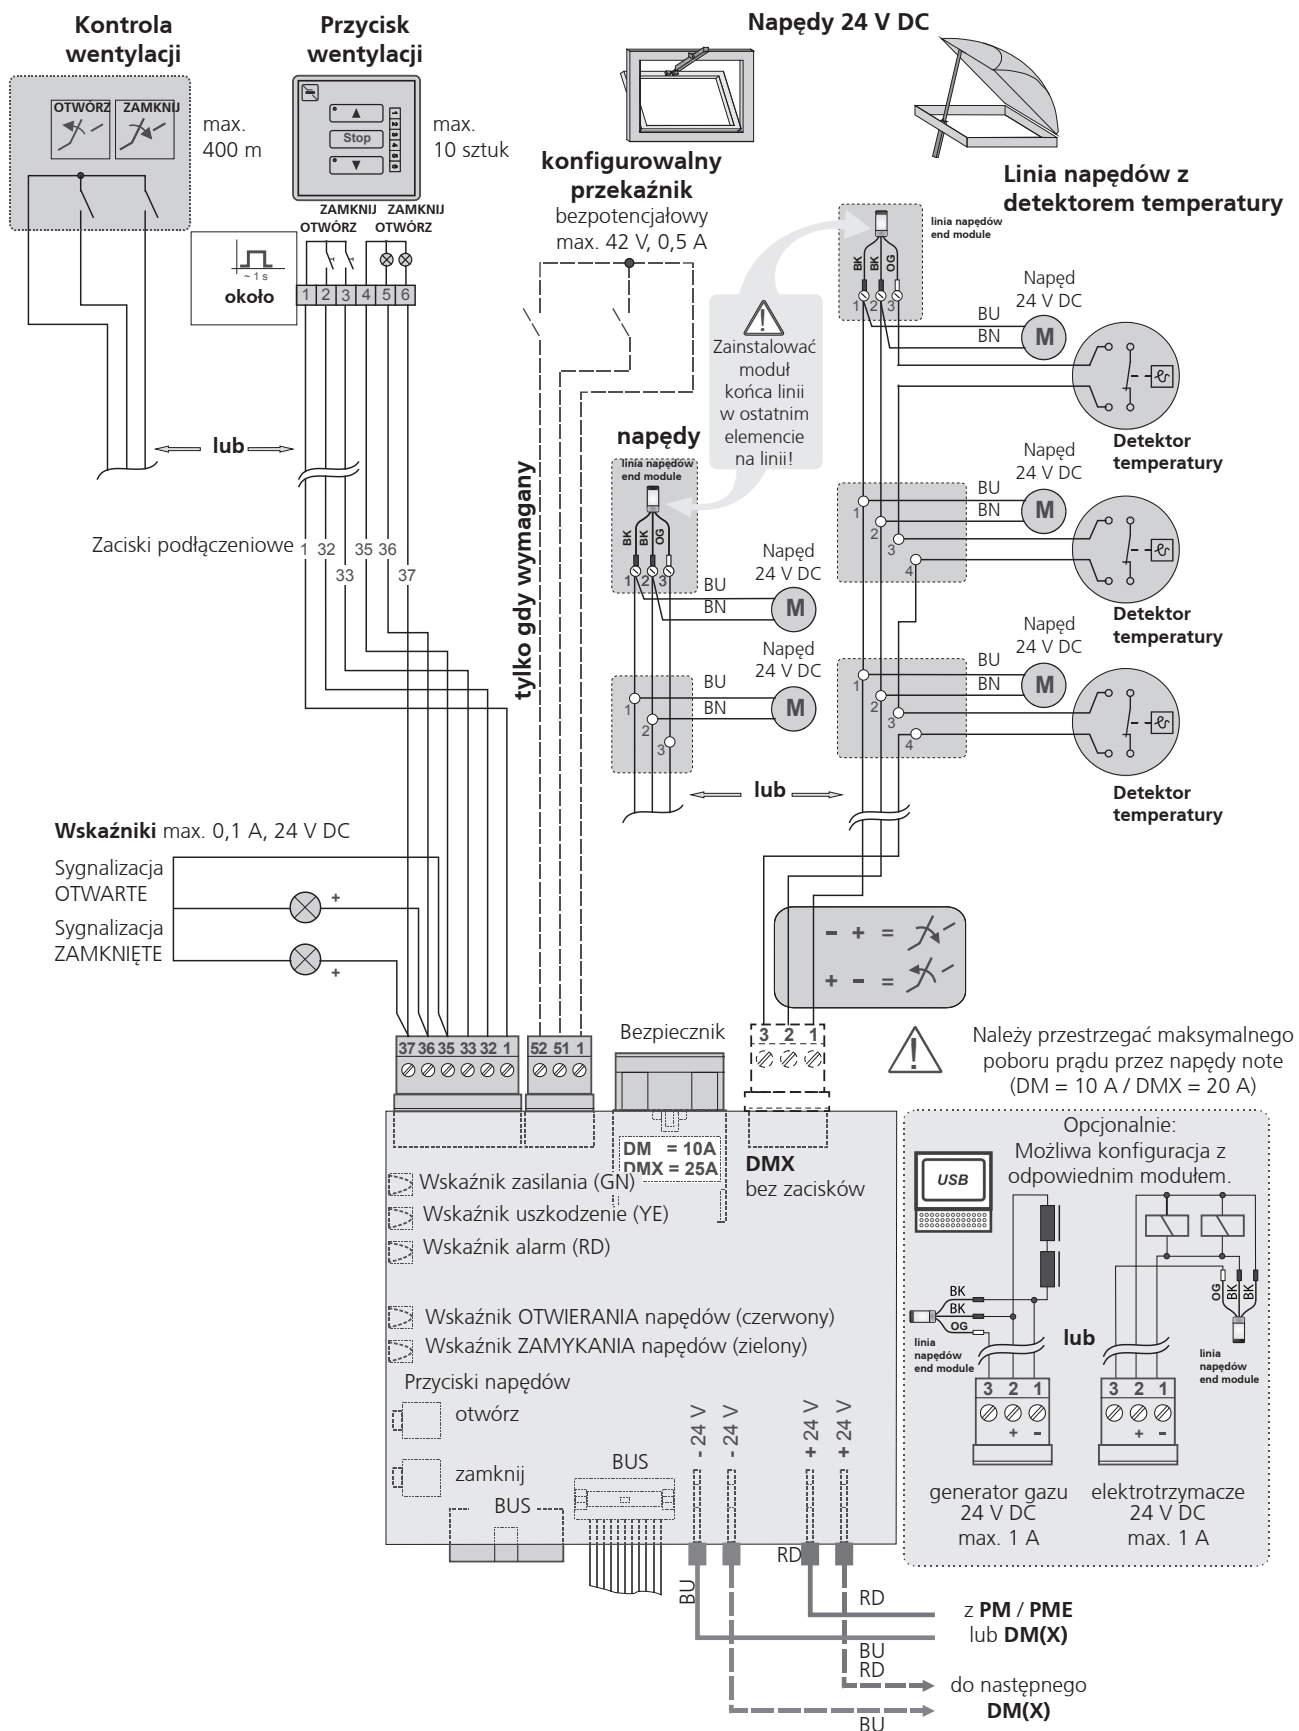 Kontrola
wentylacji
Przycisk
wentylacji
Napędy 24 V DC
OTWÓRZ ZAMKNIJ
max.
400 m
Stop
1
2
3
4
5
6
max.
10 sztuk
konfigurowalny
przekaźnik
bezpotencjałowy
max. 42 V, 0,5 A
Linia napędów z
detektorem temperatury
ZAMKNIJ ZAMKNIJ
OTWÓRZ OTWÓRZ
~ 1 s
około
1 2 3 4 5 6
linia napędów
end module
BK BK OG
1 2 3
Napęd
24 V DC
BU
BN
M
Detektor
temperatury
Zainstalować
moduł
końca linii
w ostatnim
elemencie
na linii!
lub
napędy
linia napędów
end module
BK BK OG
1 2 3
Napęd
24 V DC
BU
BN
M
Napęd
24 V DC
BU
BN
M
1
2
3
Napęd
24 V DC
BU
BN
M
1
2
3
4
Detektor
temperatury
Napęd
24 V DC
BU
BN
M
1
2
3
4
Detektor
temperatury
Zaciski podłączeniowe 1 32 35 36
33 37
tylko gdy wymagany
lub
Wskaźniki max. 0,1 A, 24 V DC
Sygnalizacja
OTWARTE
+
Sygnalizacja
ZAMKNIĘTE
+
- + =
+ - =
37 36 35 33 32 1
52 51 1
Bezpiecznik
3 2 1
Należy przestrzegać maksymalnego
poboru prądu przez napędy note
(DM = 10 A / DMX = 20 A)
DM = 10A
DMX = 25A
DMX
bez zacisków
Wskaźnik zasilania (GN)
Wskaźnik uszkodzenie (YE)
Wskaźnik alarm (RD)
Wskaźnik OTWIERANIA napędów (czerwony)
Wskaźnik ZAMYKANIA napędów (zielony)
Przyciski napędów
otwórz
zamknij
BUS
BUS
- 24 V
- 24 V
+ 24 V
+ 24 V
Opcjonalnie:
Możliwa konfiguracja z
odpowiednim modułem.
USB
BK
BK
OG
linia
napędów
end module
3 2 1
+ -
generator gazu
24 V DC
max. 1 A
lub
OG BK BK
linia
napędów
end module
3 2 1
+ -
elektrotrzymacze
24 V DC
max. 1 A
RD
BU
RD
z PM / PME
lub DM(X)
BU
RD
do następnego
DM(X)
BU